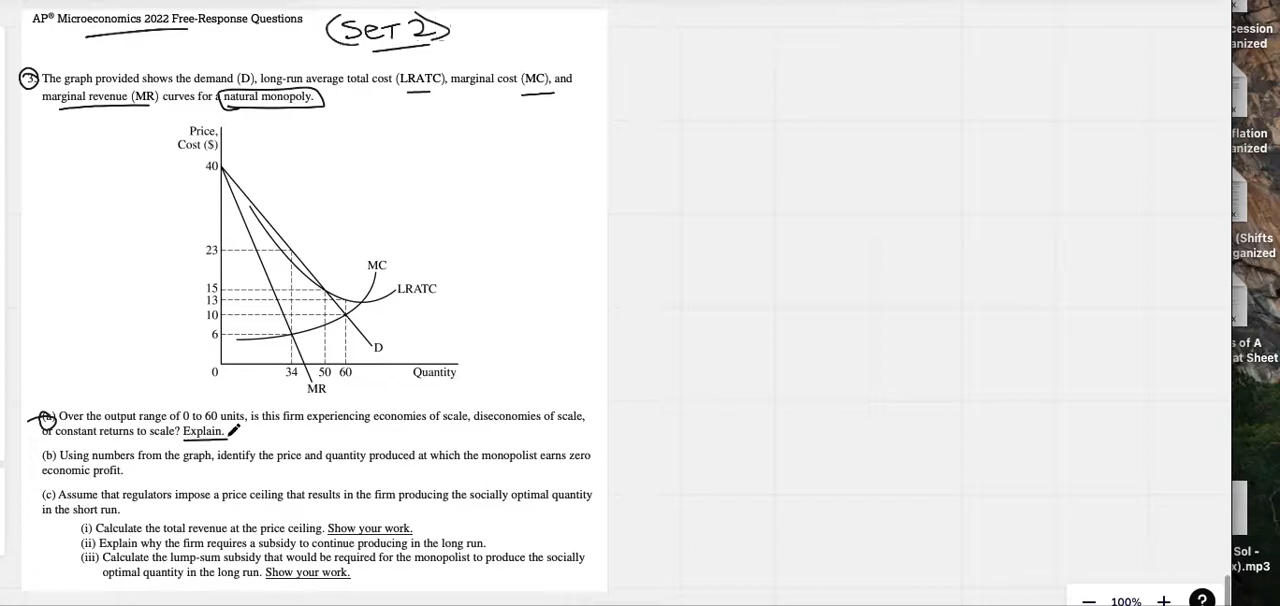 AP® Microeconomics 2022 Free-Response Questions
(SET 2)
3. The graph provided shows the demand (D), long-run average total cost (LRATC), marginal cost (MC), and
marginal revenue (MR) curves for a natural monopoly.
Price,
Cost ($)
40
23
15
13
10
6
0
34
50
60
Quantity
MC
LRATC
D
MR
(a) Over the output range of 0 to 60 units, is this firm experiencing economies of scale, diseconomies of scale,
or constant returns to scale? Explain.
(b) Using numbers from the graph, identify the price and quantity produced at which the monopolist earns zero
economic profit.
(c) Assume that regulators impose a price ceiling that results in the firm producing the socially optimal quantity
in the short run.
(i) Calculate the total revenue at the price ceiling. Show your work.
(ii) Explain why the firm requires a subsidy to continue producing in the long run.
(iii) Calculate the lump-sum subsidy that would be required for the monopolist to produce the socially
optimal quantity in the long run. Show your work.
cession
anized
flation
anized
(Shifts
ganized
s of A
at Sheet
Sol -
x).mp3
100%
?